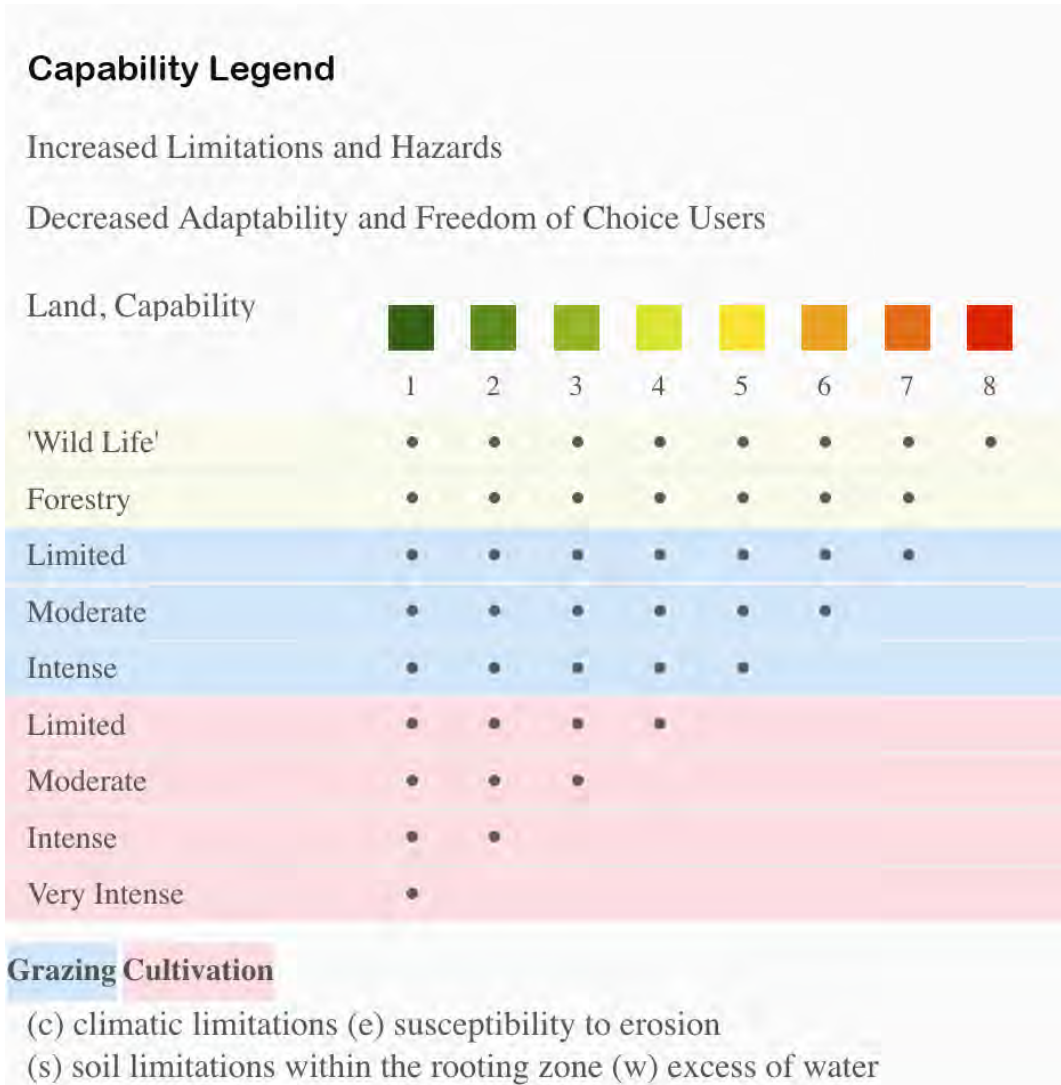 Capability Legend
Increased Limitations and Hazards
Decreased Adaptability and Freedom of Choice Users
Land, Capability
1 2 3 4 5 6 7 8
'Wild Life'
Forestry
Limited
Moderate
Intense
Limited
Moderate
Intense
Very Intense
Grazing Cultivation
(c) climatic limitations (e) susceptibility to erosion
(s) soil limitations within the rooting zone (w) excess of water